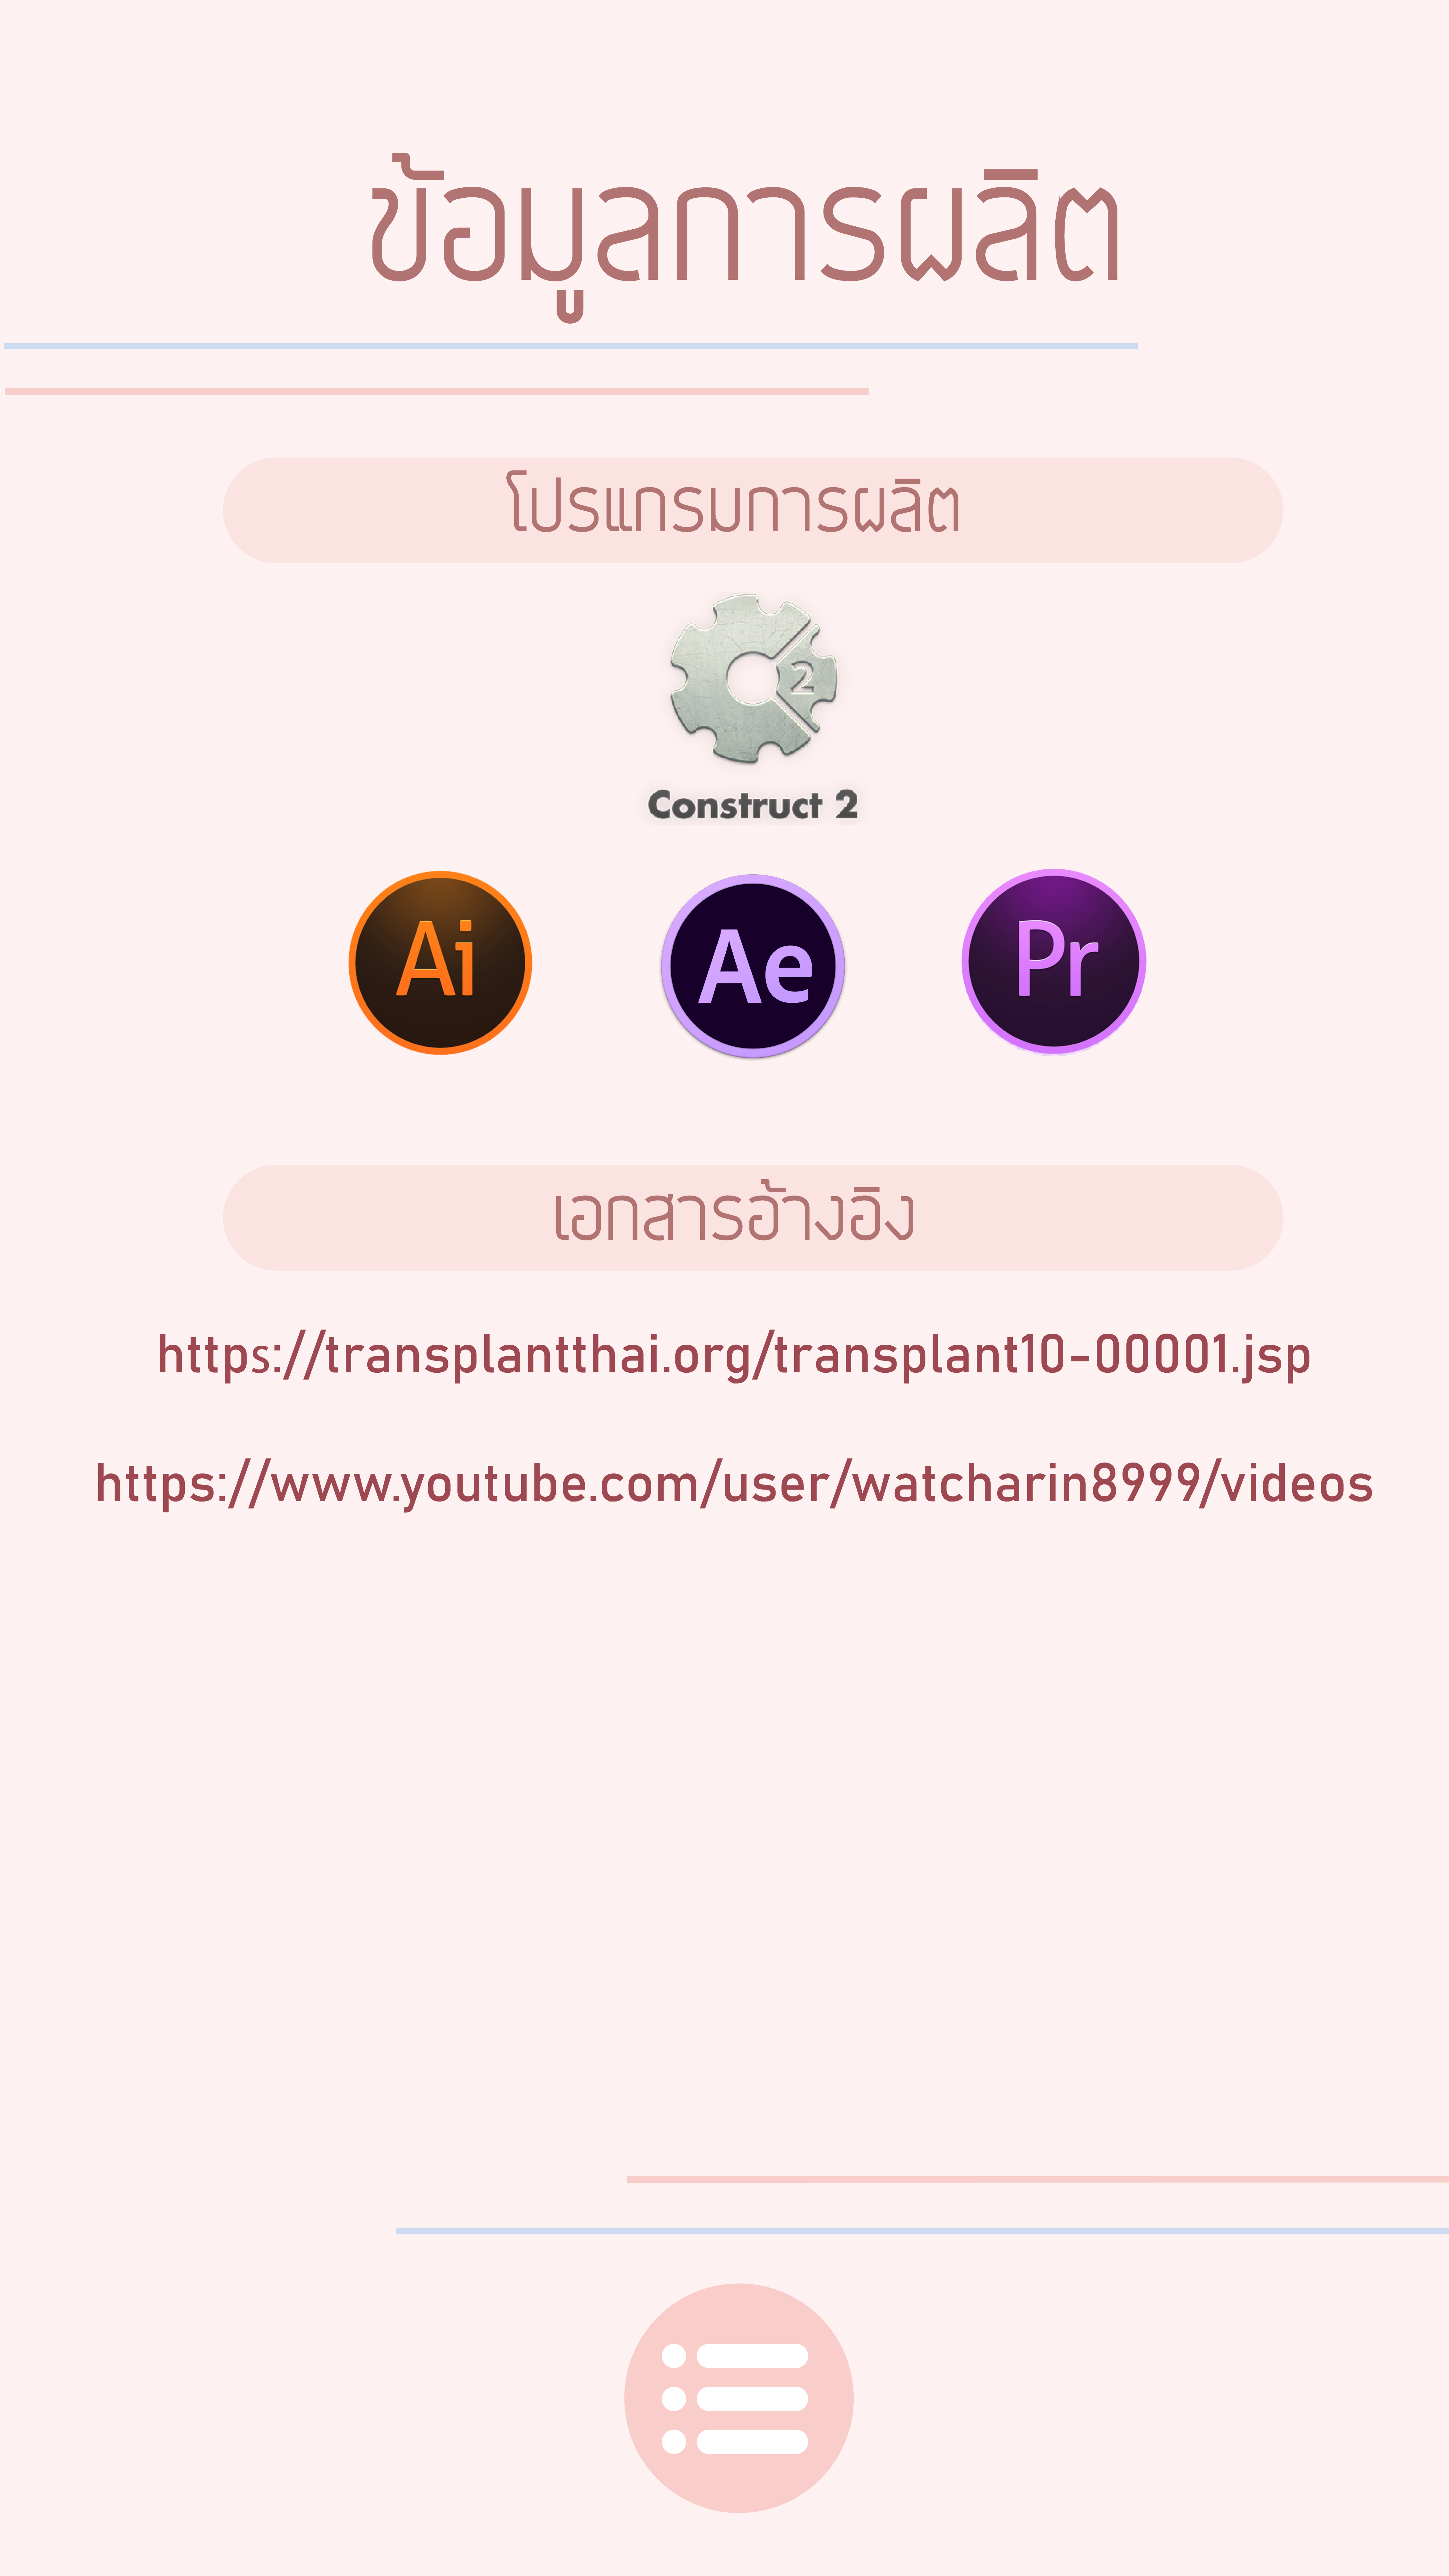 ข้อมูลการผลิต
โปรแกรมการผลิต
2
Construct 2
Ai Ae Pr
เอกสารอ้างอิง
https://transplantthai.org/transplant10-00001.jsp
https://www.youtube.com/user/watcharin8999/videos